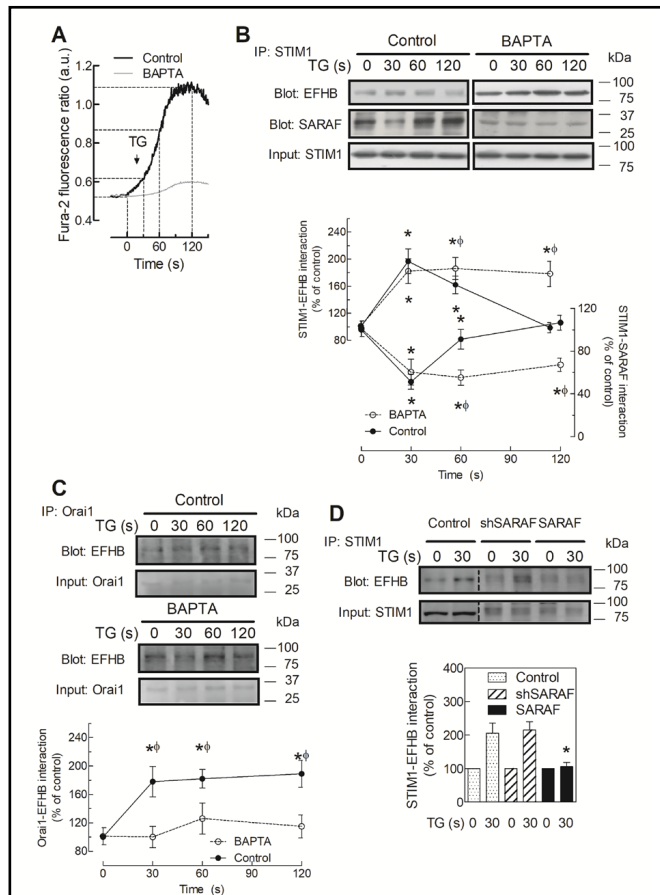 A
Control
BAPTA
Fura-2 fluorescence ratio (a.u.)
1.2
1.0
0.8
0.6
0.4
TG
0 60 120
Time (s)
B
IP: STIM1
Control BAPTA
kDa
TG (s) 0 30 60 120 0 30 60 120
Blot: EFHB
100
75
Blot: SARAF
37
25
Input: STIM1
100
75
STIM1-EFHB interaction
(% of control)
240
200
160
120
80
* *ϕ *ϕ
* * *
* * *ϕ *ϕ
120
80
40
0
STIM1-SARAF interaction
(% of control)
BAPTA
Control
0 30 60 90 120
Time (s)
C
IP: Orai1
Control
kDa
TG (s) 0 30 60 120
Blot: EFHB
100
75
Input: Orai1
37
25
BAPTA
TG (s) 0 30 60 120
kDa
Blot: EFHB
100
75
Input: Orai1
37
25
Orai1-EFHB interaction
(% of control)
200
150
100
50
0
*ϕ *ϕ *ϕ
BAPTA
Control
0 30 60 90 120
Time (s)
D
IP: STIM1
Control shSARAF SARAF
kDa
TG (s) 0 30 0 30 0 30
Blot: EFHB
100
75
Input: STIM1
100
75
STIM1-EFHB interaction
(% of control)
400
300
200
100
0
Control
shSARAF
SARAF
*
TG (s) 0 30 0 30 0 30